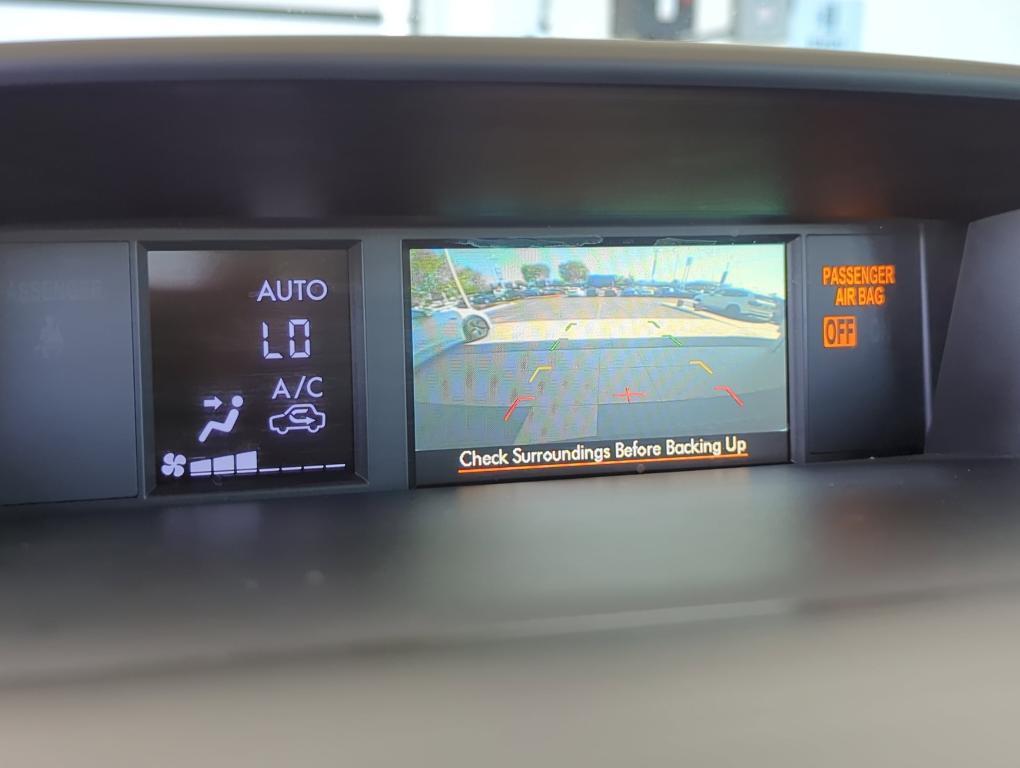 AUTO
LO
A/C
Check Surroundings Before Backing Up
PASSENGER
AIR BAG
OFF